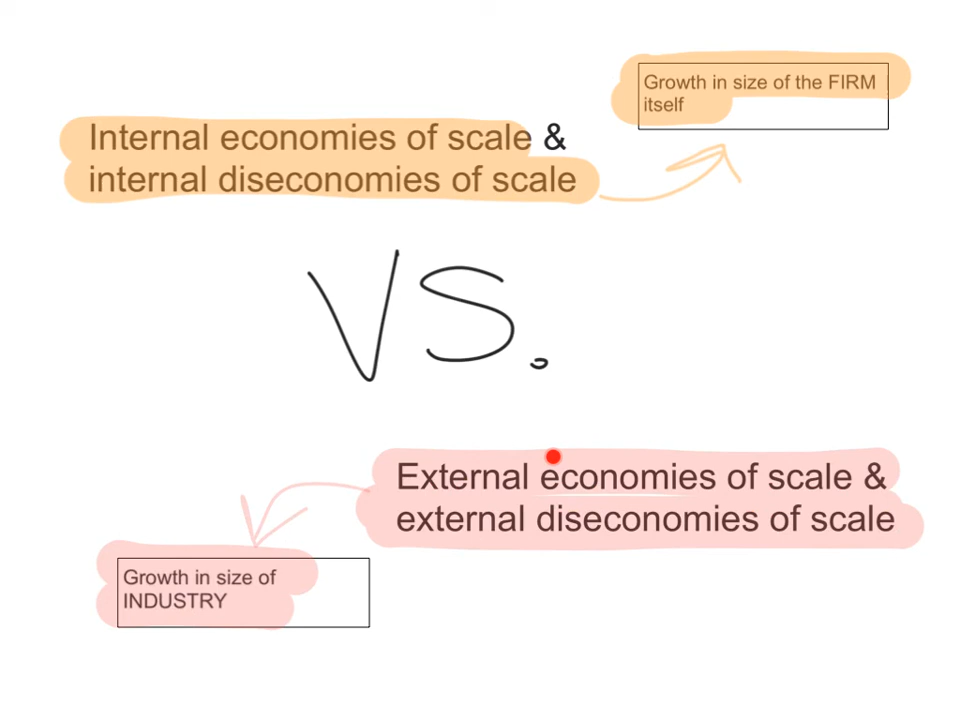 Growth in size of the FIRM
itself
Internal economies of scale &
internal diseconomies of scale
VS.
External economies of scale &
external diseconomies of scale
Growth in size of
INDUSTRY